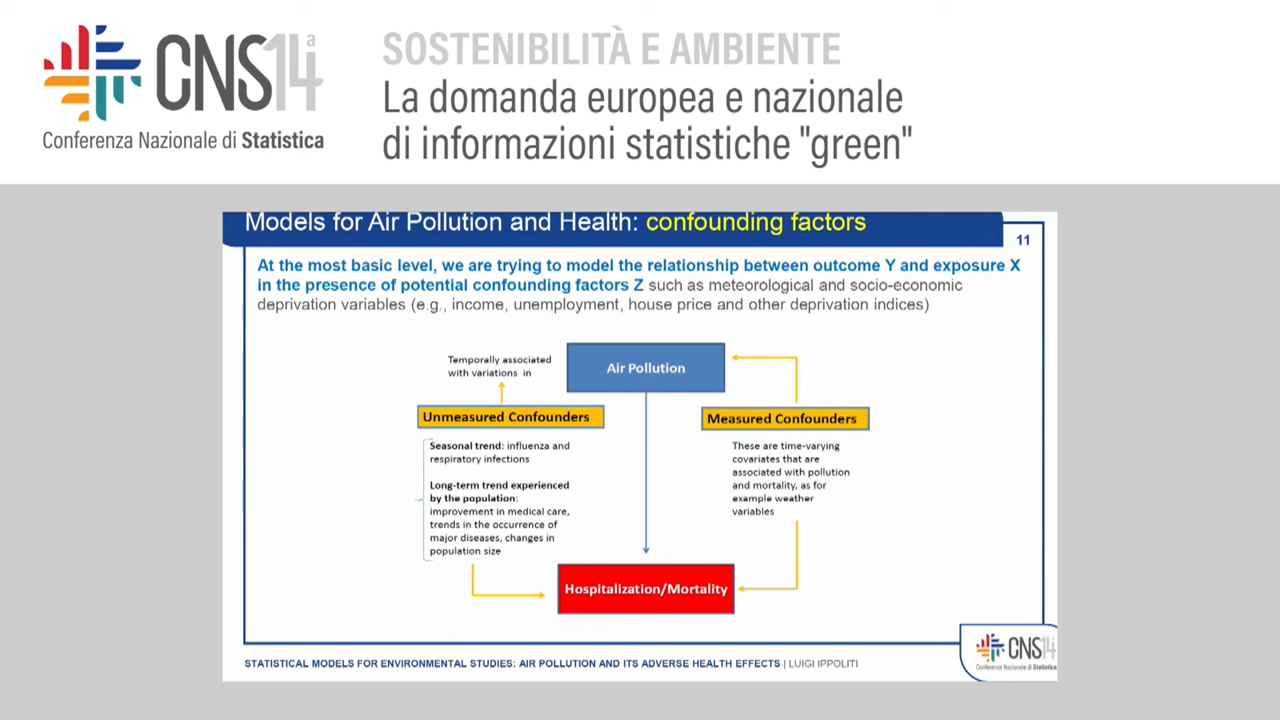 CNS14ª
Conferenza Nazionale di Statistica
SOSTENIBILITÀ E AMBIENTE
La domanda europea e nazionale
di informazioni statistiche "green"
Models for Air Pollution and Health: confounding factors
11
At the most basic level, we are trying to model the relationship between outcome Y and exposure X
in the presence of potential confounding factors Z such as meteorological and socio-economic
deprivation variables (e.g., income, unemployment, house price and other deprivation indices)
Temporally associated
with variations in
Air Pollution
Unmeasured Confounders
Measured Confounders
Seasonal trend: influenza and
respiratory infections
Long-term trend experienced
by the population:
improvement in medical care,
trends in the occurrence of
major diseases, changes in
population size
These are time-varying
covariates that are
associated with pollution
and mortality, as for
example weather
variables
Hospitalization/Mortality
STATISTICAL MODELS FOR ENVIRONMENTAL STUDIES: AIR POLLUTION AND ITS ADVERSE HEALTH EFFECTS | LUIGI IPPOLITI
CNS14
Conferenza Nazionale di Statistica